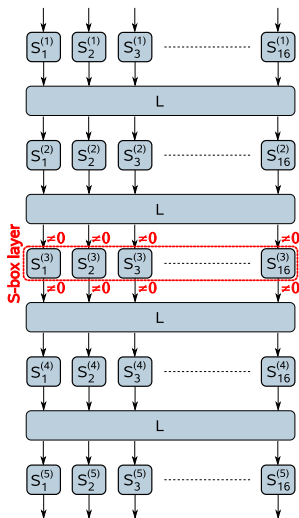 S₁⁽¹⁾ S₂⁽¹⁾ S₃⁽¹⁾ S₁₆⁽¹⁾
L
S₁⁽²⁾ S₂⁽²⁾ S₃⁽²⁾ S₁₆⁽²⁾
L
≠0 ≠0 ≠0 ≠0
S-box layer
S₁⁽³⁾ S₂⁽³⁾ S₃⁽³⁾ S₁₆⁽³⁾
≠0 ≠0 ≠0 ≠0
L
S₁⁽⁴⁾ S₂⁽⁴⁾ S₃⁽⁴⁾ S₁₆⁽⁴⁾
L
S₁⁽⁵⁾ S₂⁽⁵⁾ S₃⁽⁵⁾ S₁₆⁽⁵⁾